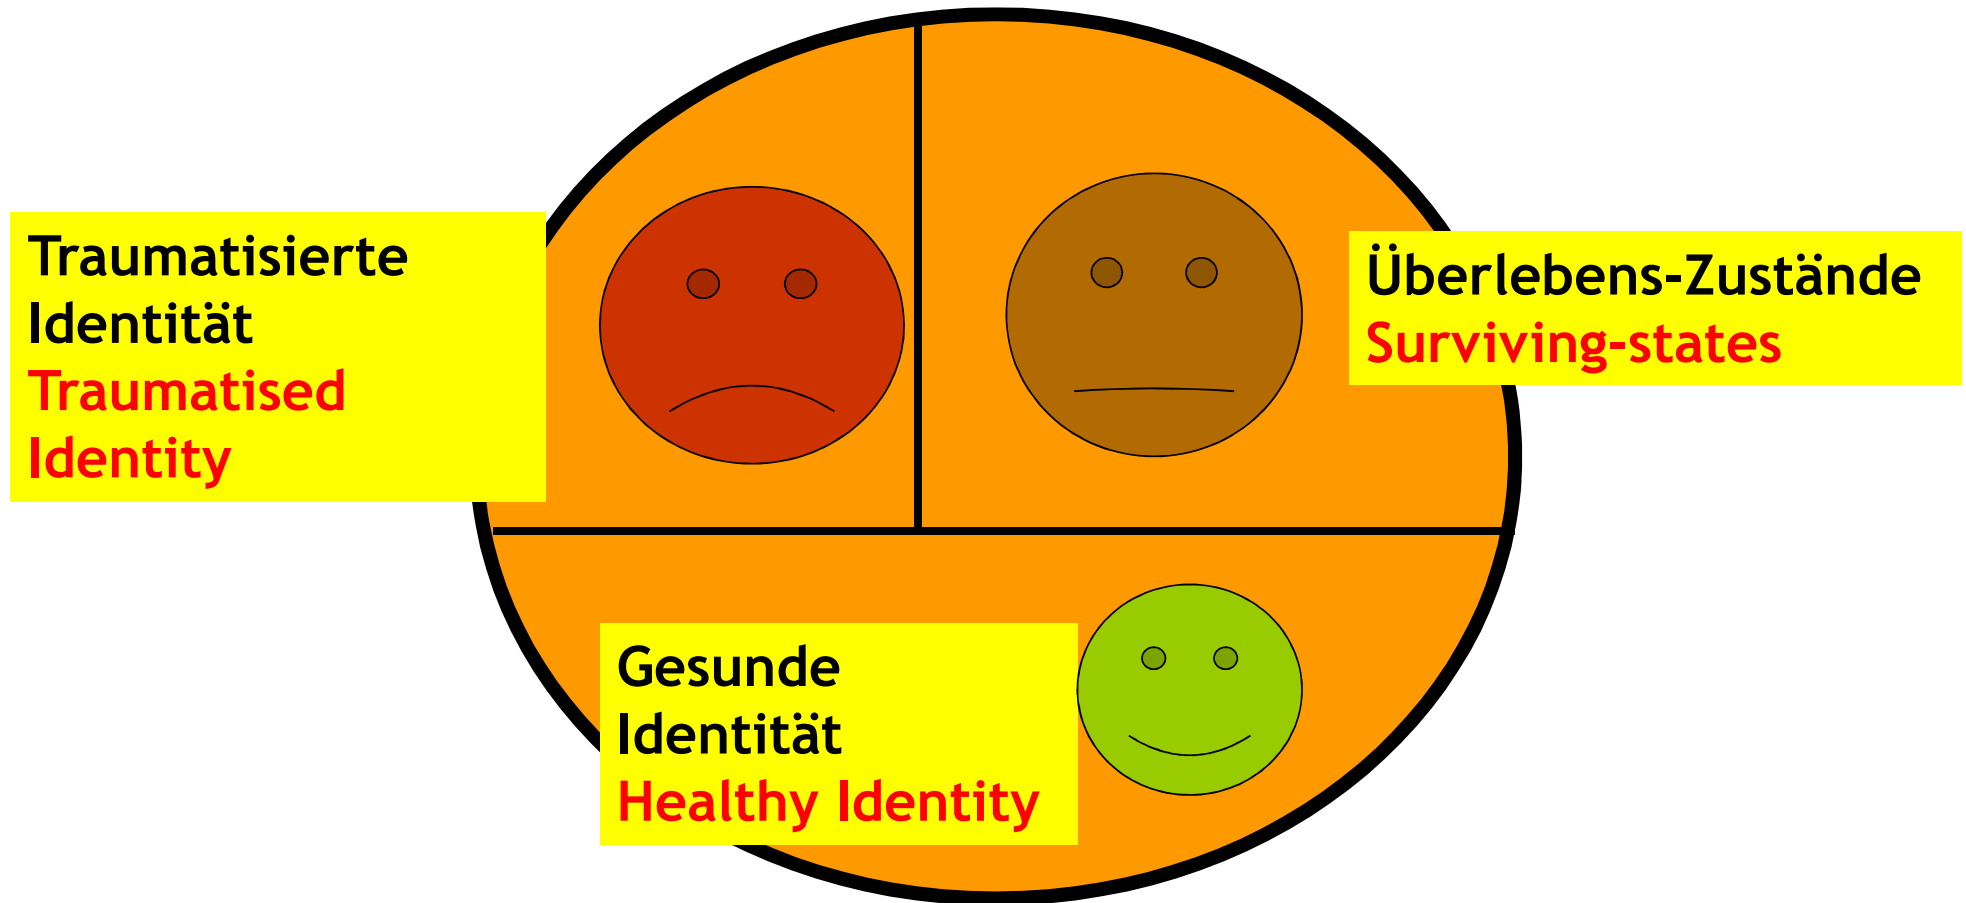 Traumatisierte
Identität
Traumatised
Identity
Überlebens-Zustände
Surviving-states
Gesunde
Identität
Healthy Identity